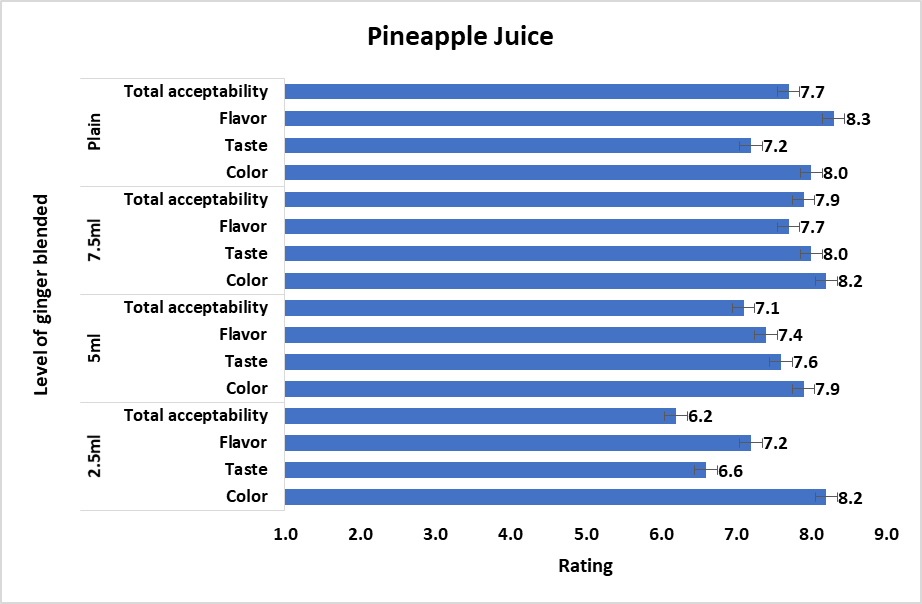 Pineapple Juice
Level of ginger blended
Plain
Total acceptability 7.7
Flavor 8.3
Taste 7.2
Color 8.0
7.5ml
Total acceptability 7.9
Flavor 7.7
Taste 8.0
Color 8.2
5ml
Total acceptability 7.1
Flavor 7.4
Taste 7.6
Color 7.9
2.5ml
Total acceptability 6.2
Flavor 7.2
Taste 6.6
Color 8.2
1.0 2.0 3.0 4.0 5.0 6.0 7.0 8.0 9.0
Rating